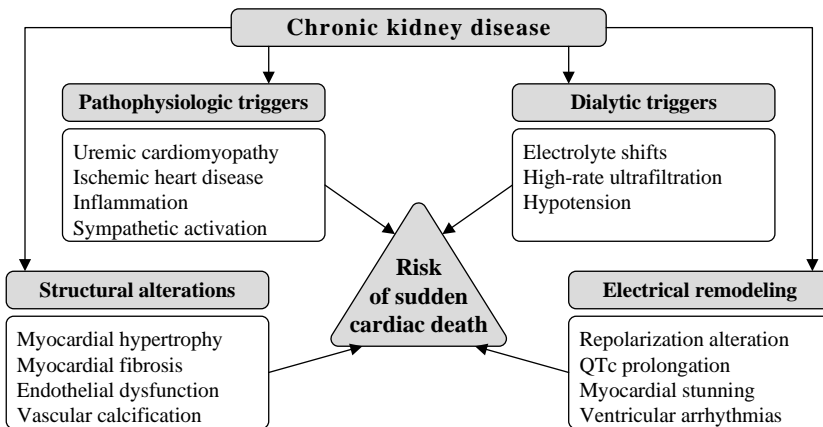 Chronic kidney disease
Pathophysiologic triggers
Uremic cardiomyopathy
Ischemic heart disease
Inflammation
Sympathetic activation
Dialytic triggers
Electrolyte shifts
High-rate ultrafiltration
Hypotension
Risk
of sudden
cardiac death
Structural alterations
Myocardial hypertrophy
Myocardial fibrosis
Endothelial dysfunction
Vascular calcification
Electrical remodeling
Repolarization alteration
QTc prolongation
Myocardial stunning
Ventricular arrhythmias